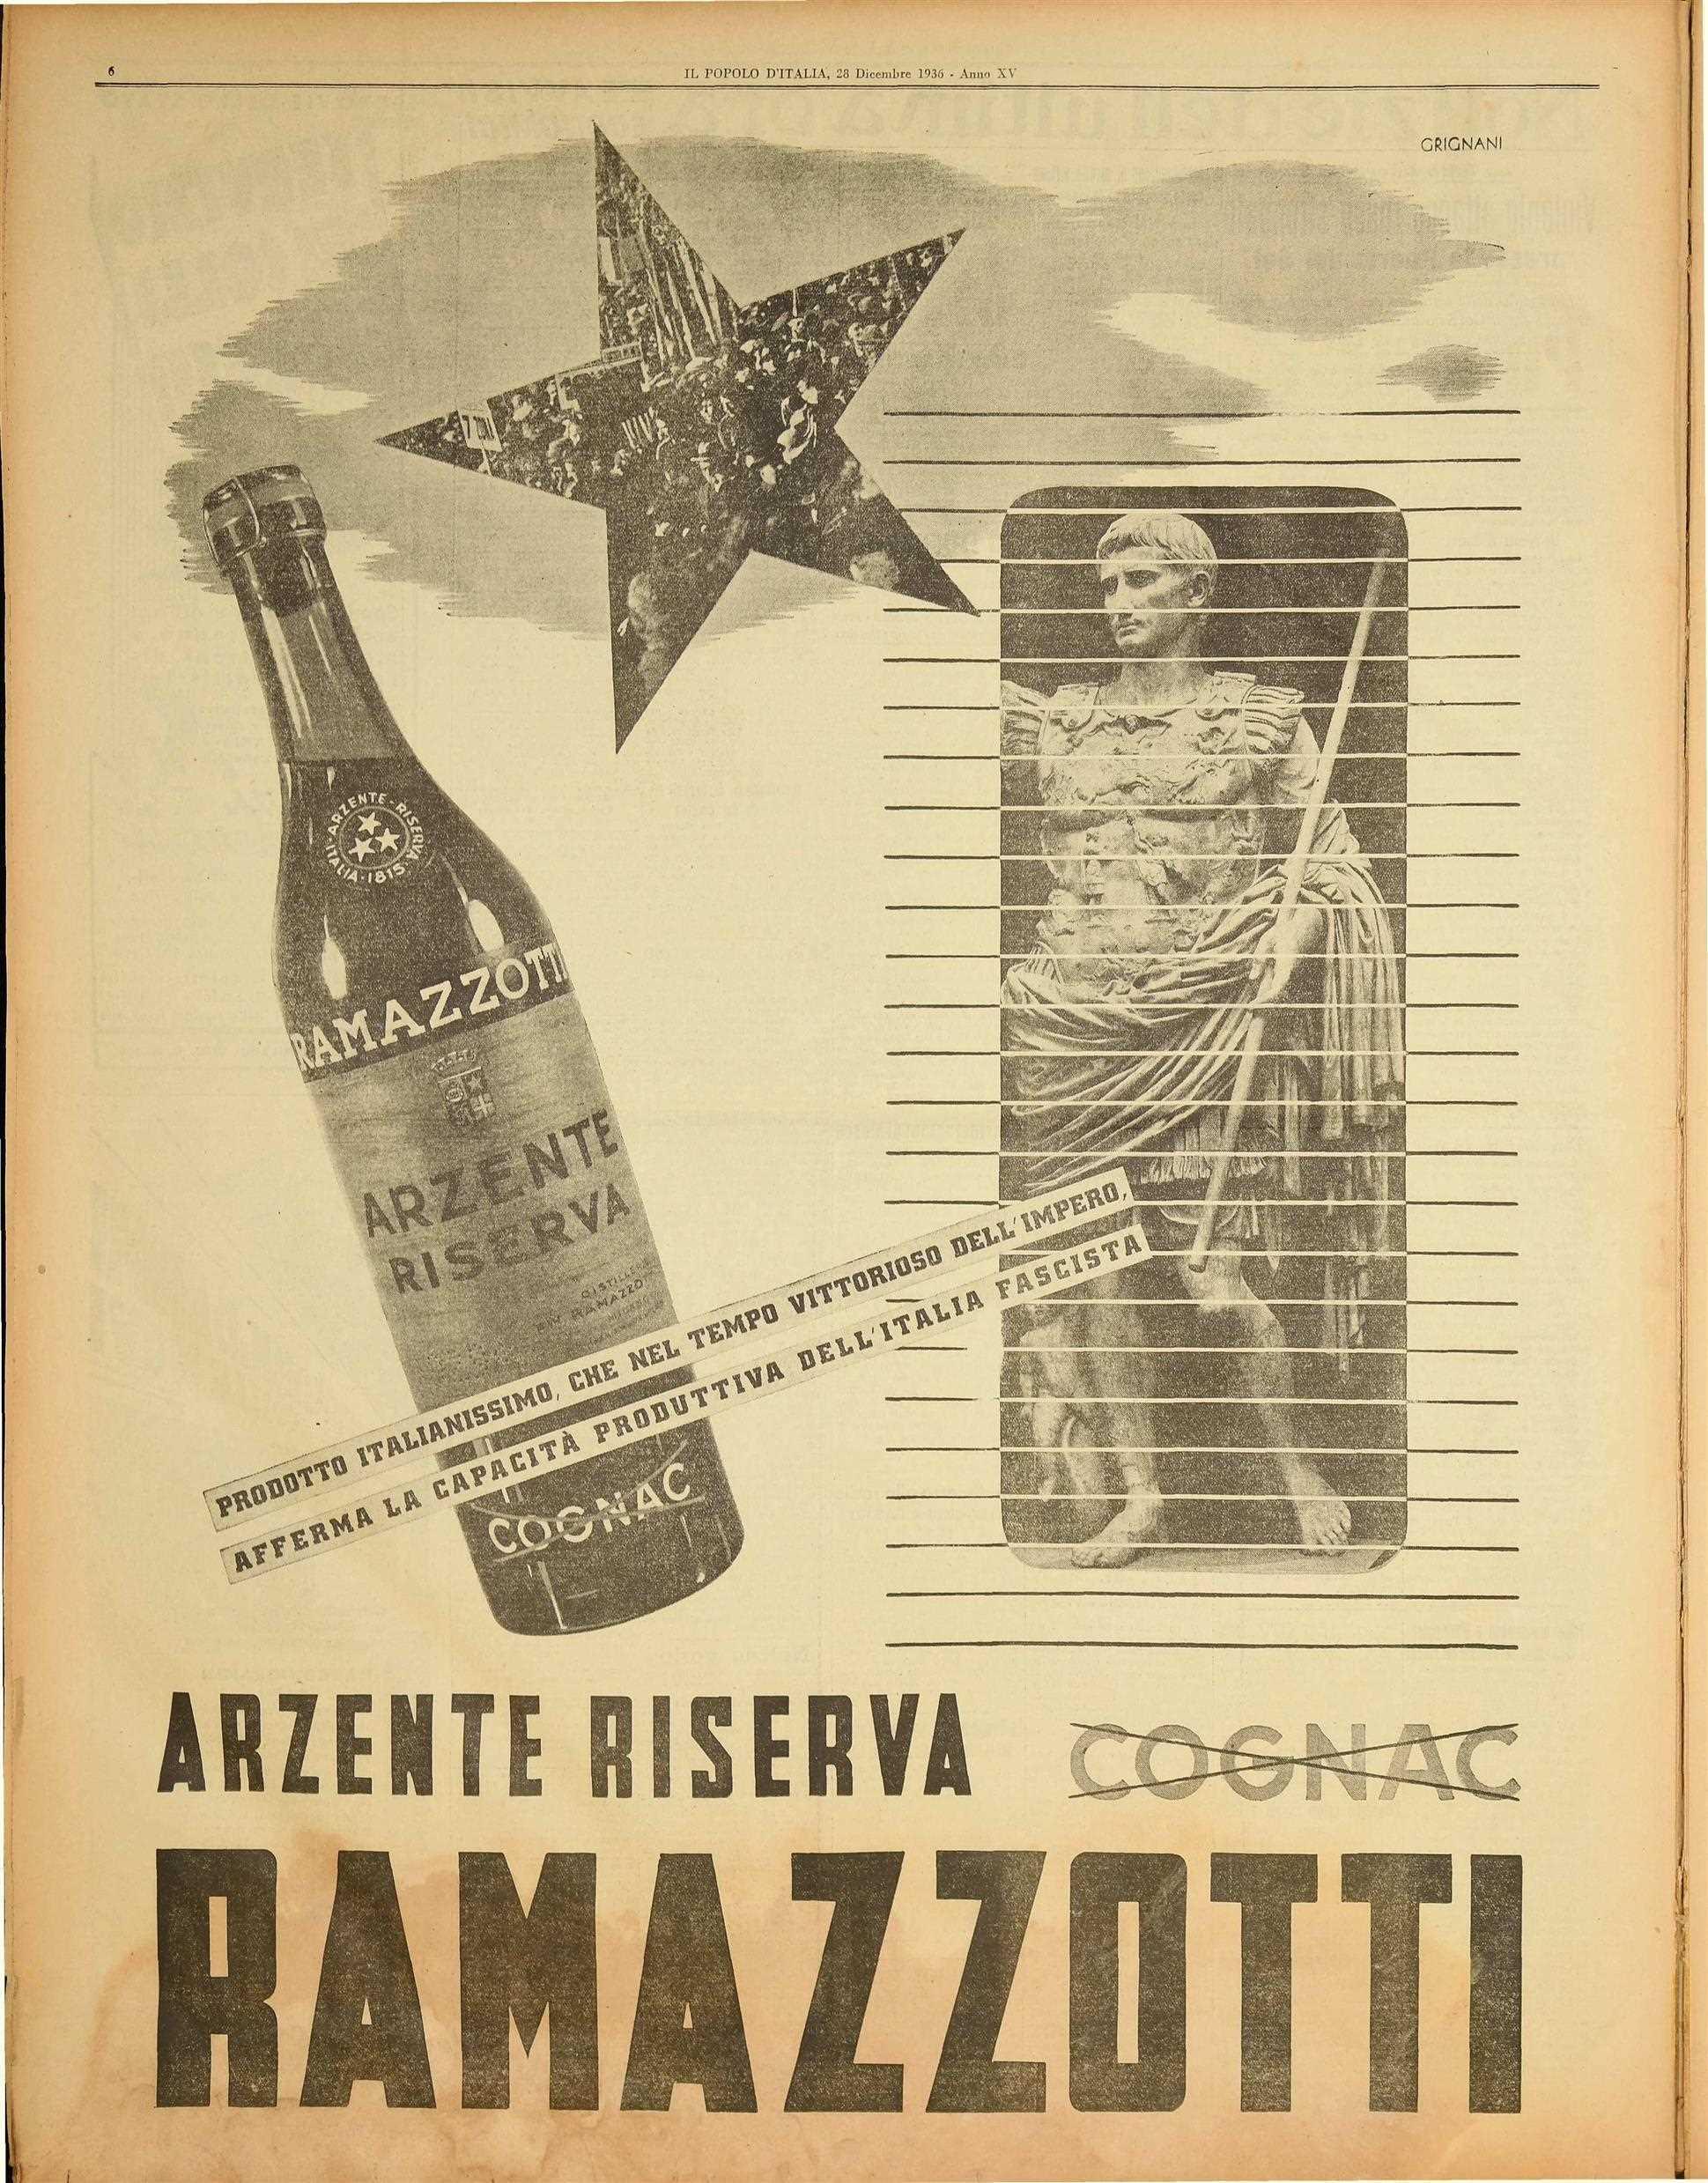 6
IL POPOLO D'ITALIA, 28 Dicembre 1936 - Anno XV
GRIGNANI
ARZENTE-RISERVA
ITALIA-1815
RAMAZZOTTI
ARZENTE
RISERVA
PRODOTTO ITALIANISSIMO, CHE NEL TEMPO VITTORIOSO DELL'IMPERO,
AFFERMA LA CAPACITÀ PRODUTTIVA DELL'ITALIA FASCISTA
COGNAC
ARZENTE RISERVA
COGNAC
RAMAZZOTTI